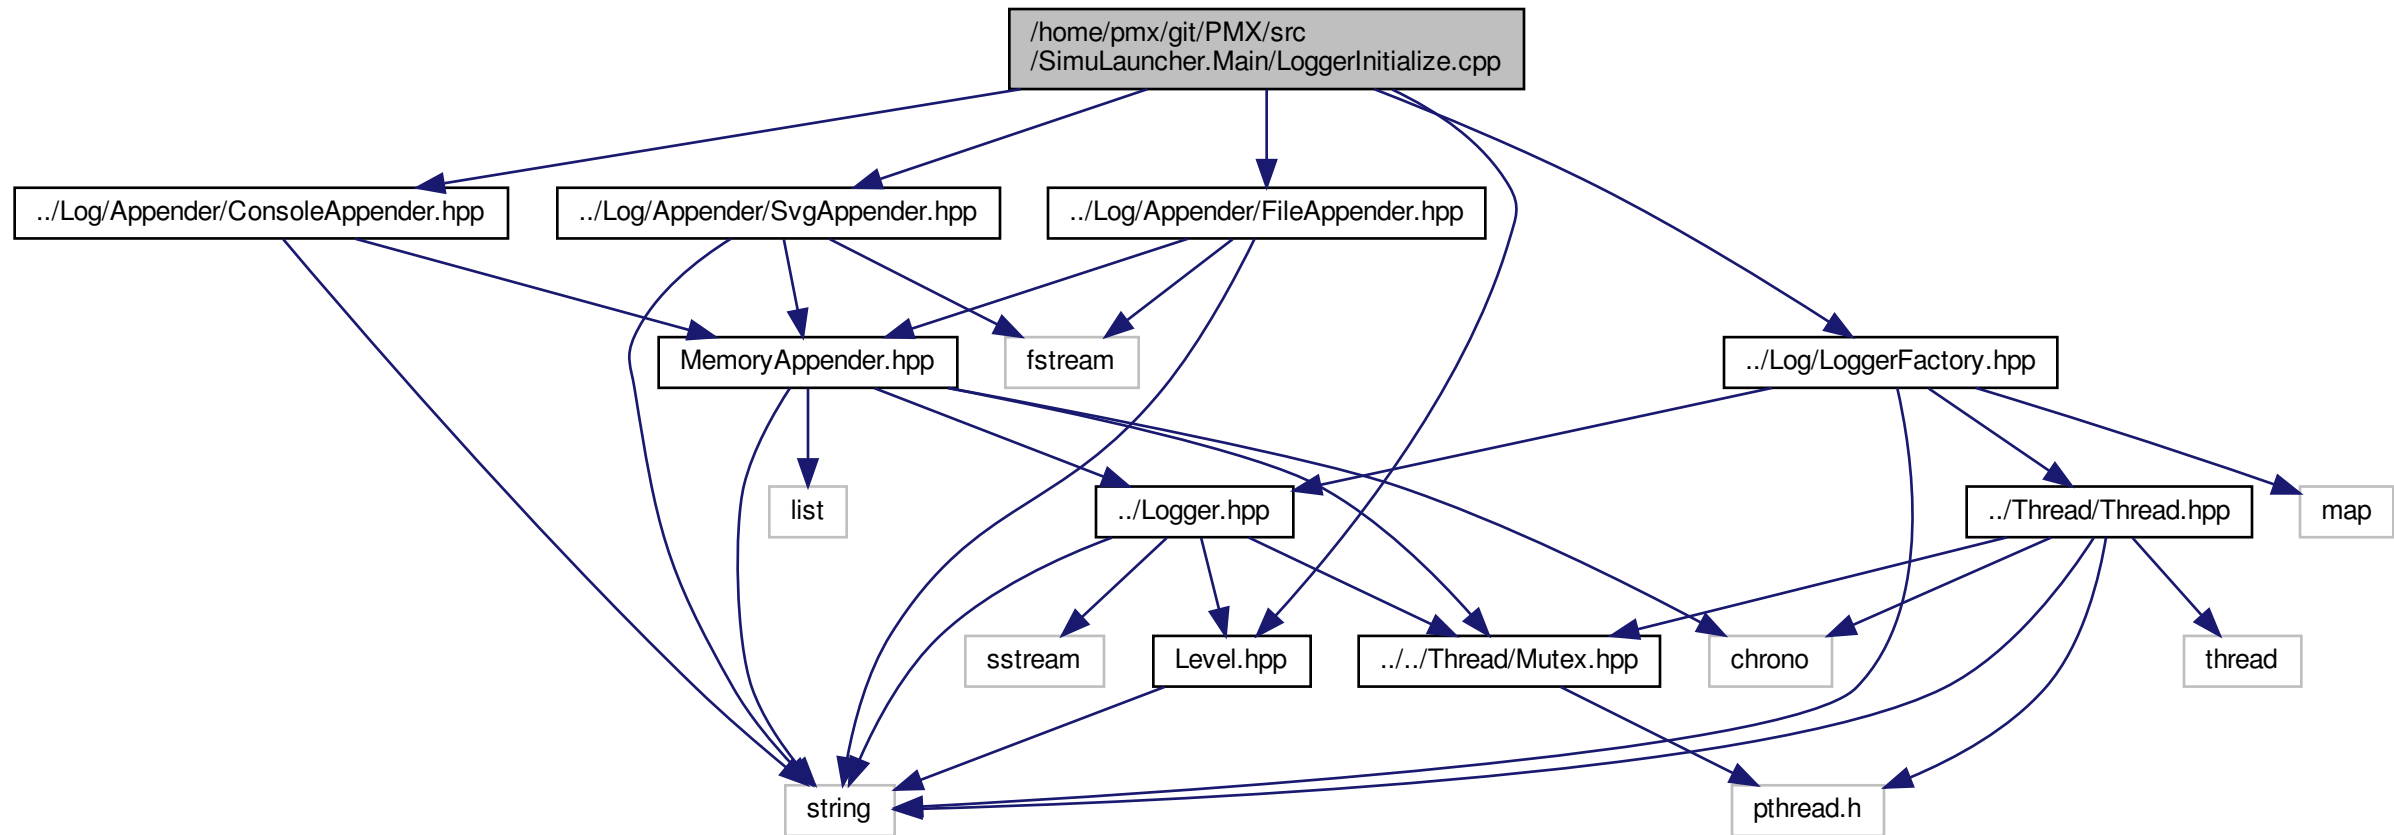 /home/pmx/git/PMX/src
/SimuLauncher.Main/LoggerInitialize.cpp
../Log/Appender/ConsoleAppender.hpp
../Log/Appender/SvgAppender.hpp
../Log/Appender/FileAppender.hpp
MemoryAppender.hpp
fstream
../Log/LoggerFactory.hpp
list
../Logger.hpp
../Thread/Thread.hpp
map
sstream
Level.hpp
../../Thread/Mutex.hpp
chrono
thread
string
pthread.h